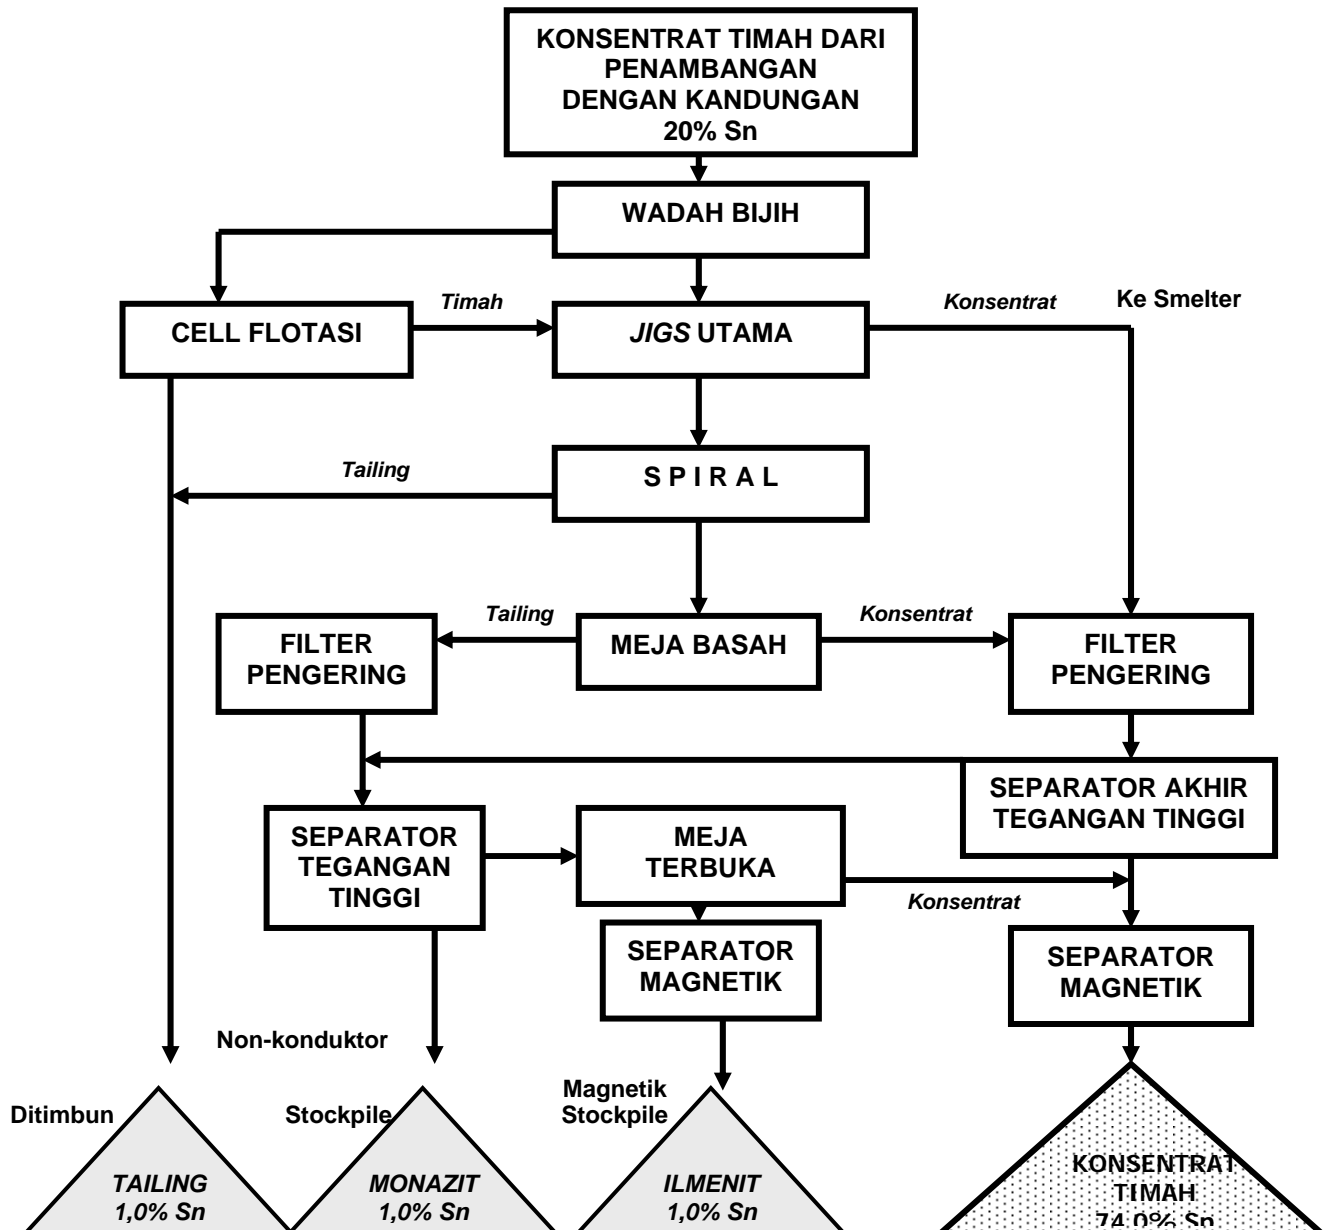 KONSENTRAT TIMAH DARI
PENAMBANGAN
DENGAN KANDUNGAN
20% Sn
WADAH BIJIH
Timah
Konsentrat
Ke Smelter
CELL FLOTASI
JIGS UTAMA
Tailing
S P I R A L
Tailing
Konsentrat
FILTER
PENGERING
MEJA BASAH
FILTER
PENGERING
SEPARATOR AKHIR
TEGANGAN TINGGI
SEPARATOR
TEGANGAN
TINGGI
MEJA
TERBUKA
Konsentrat
SEPARATOR
MAGNETIK
SEPARATOR
MAGNETIK
Non-konduktor
Ditimbun
Stockpile
Magnetik
Stockpile
TAILING
1,0% Sn
MONAZIT
1,0% Sn
ILMENIT
1,0% Sn
KONSENTRAT
TIMAH
74,0% Sn